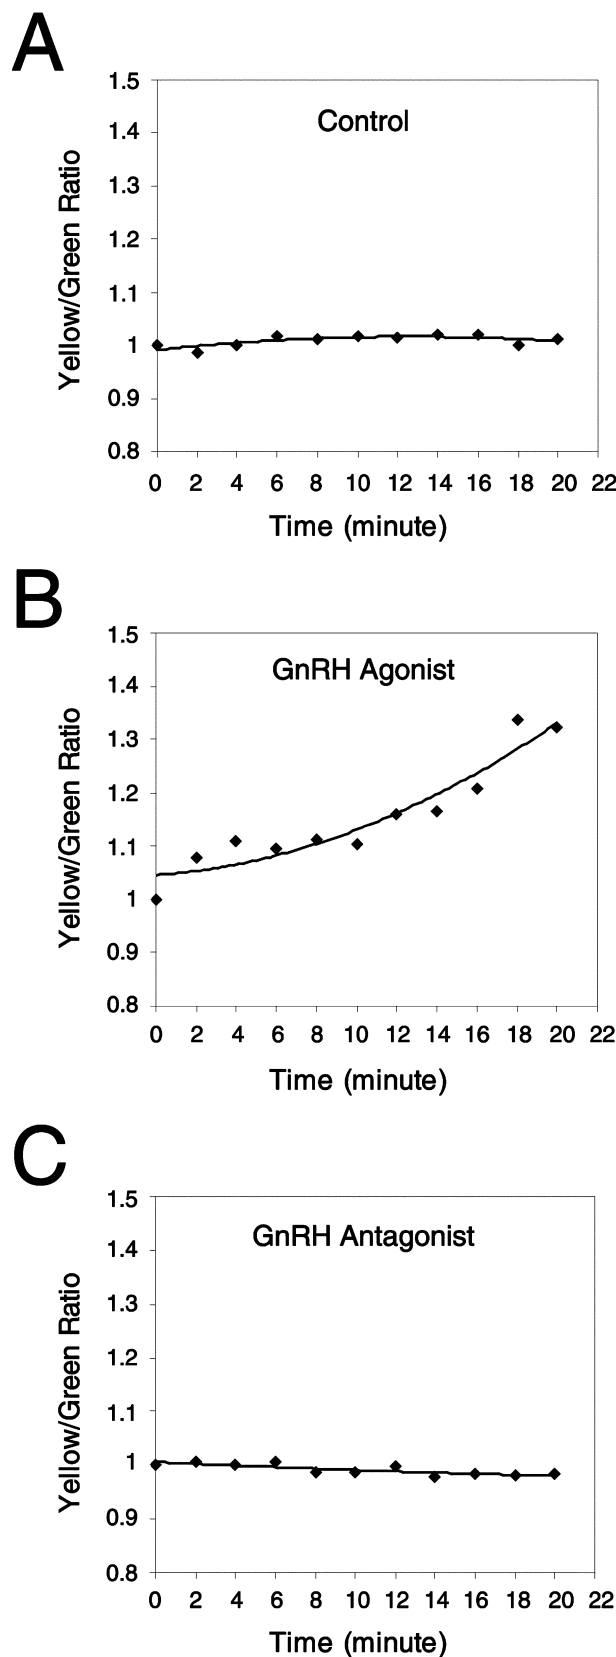 A
Control
Yellow/Green Ratio
1.5
1.4
1.3
1.2
1.1
1
0.9
0.8
0 2 4 6 8 10 12 14 16 18 20 22
Time (minute)
B
GnRH Agonist
Yellow/Green Ratio
1.5
1.4
1.3
1.2
1.1
1
0.9
0.8
0 2 4 6 8 10 12 14 16 18 20 22
Time (minute)
C
GnRH Antagonist
Yellow/Green Ratio
1.5
1.4
1.3
1.2
1.1
1
0.9
0.8
0 2 4 6 8 10 12 14 16 18 20 22
Time (minute)